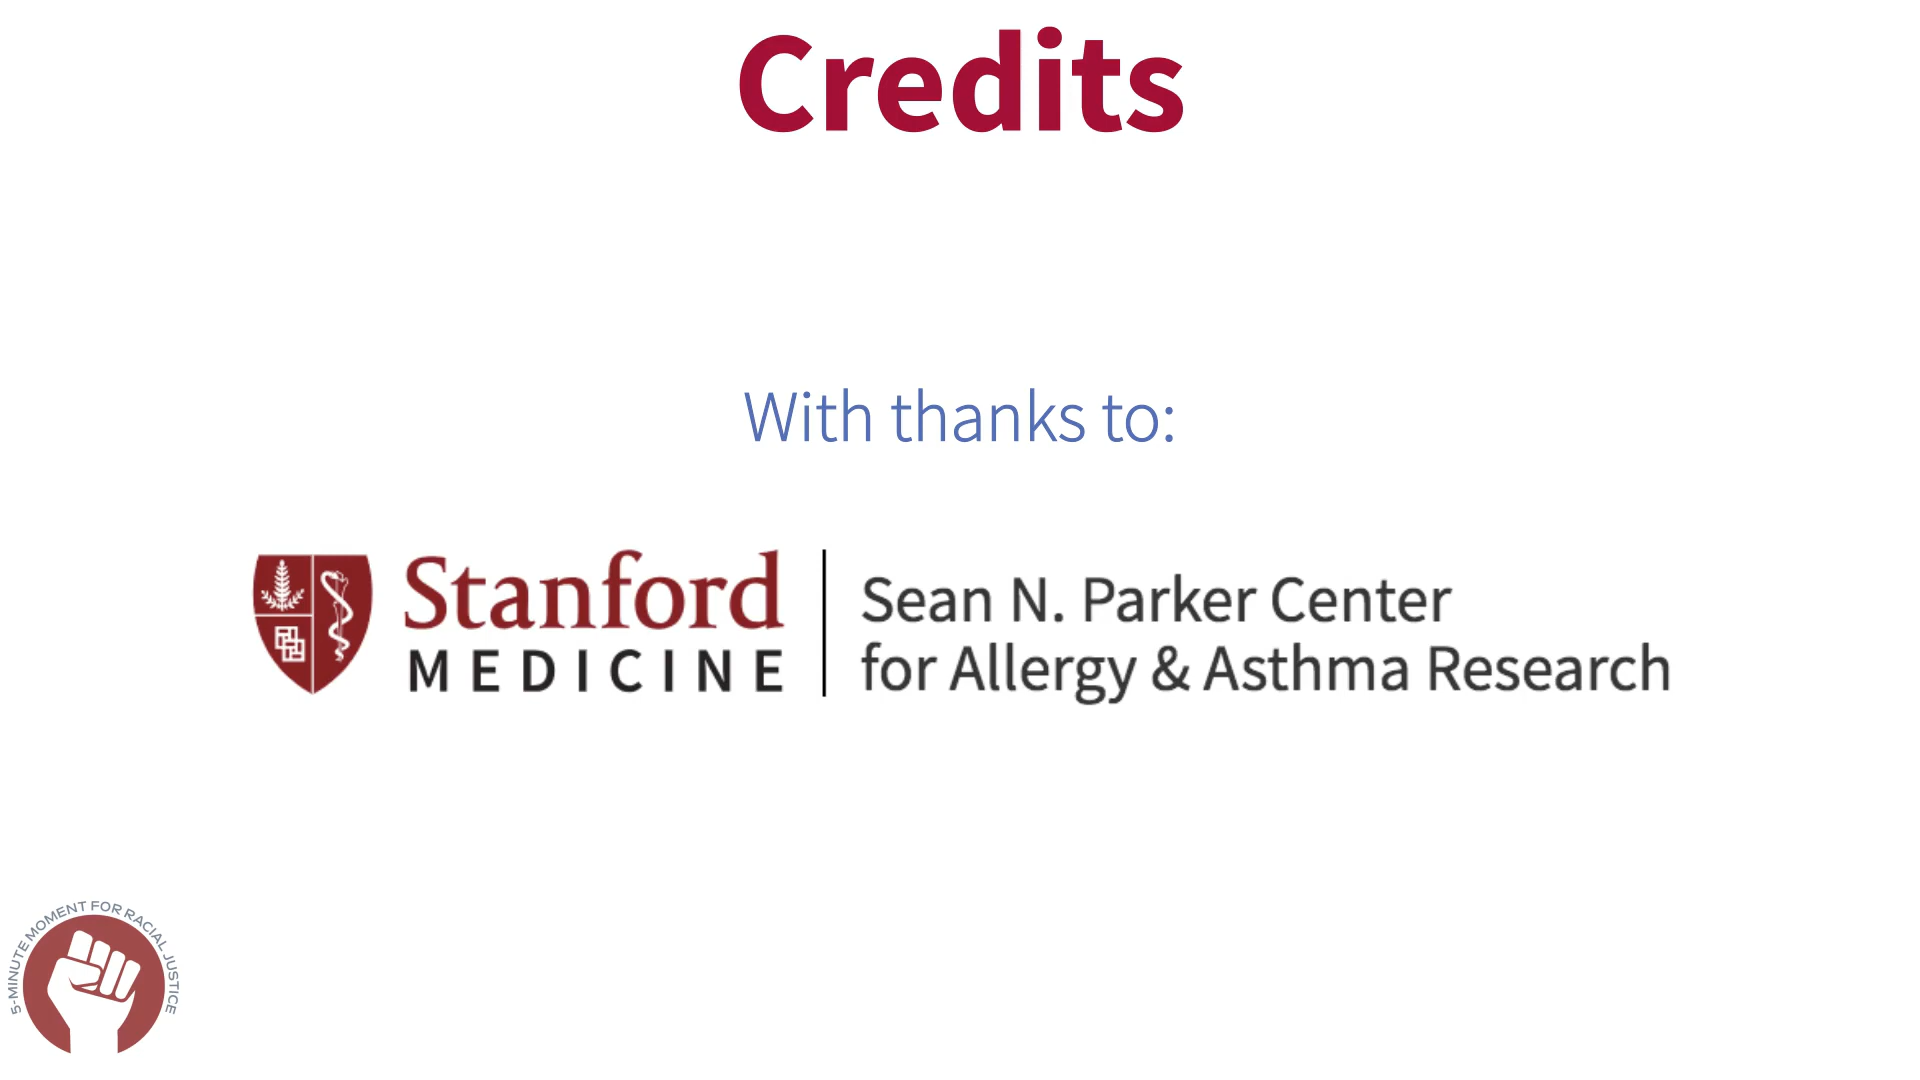 Credits
With thanks to:
Stanford
MEDICINE
Sean N. Parker Center
for Allergy & Asthma Research
5-MINUTE MOMENT FOR RACIAL JUSTICE